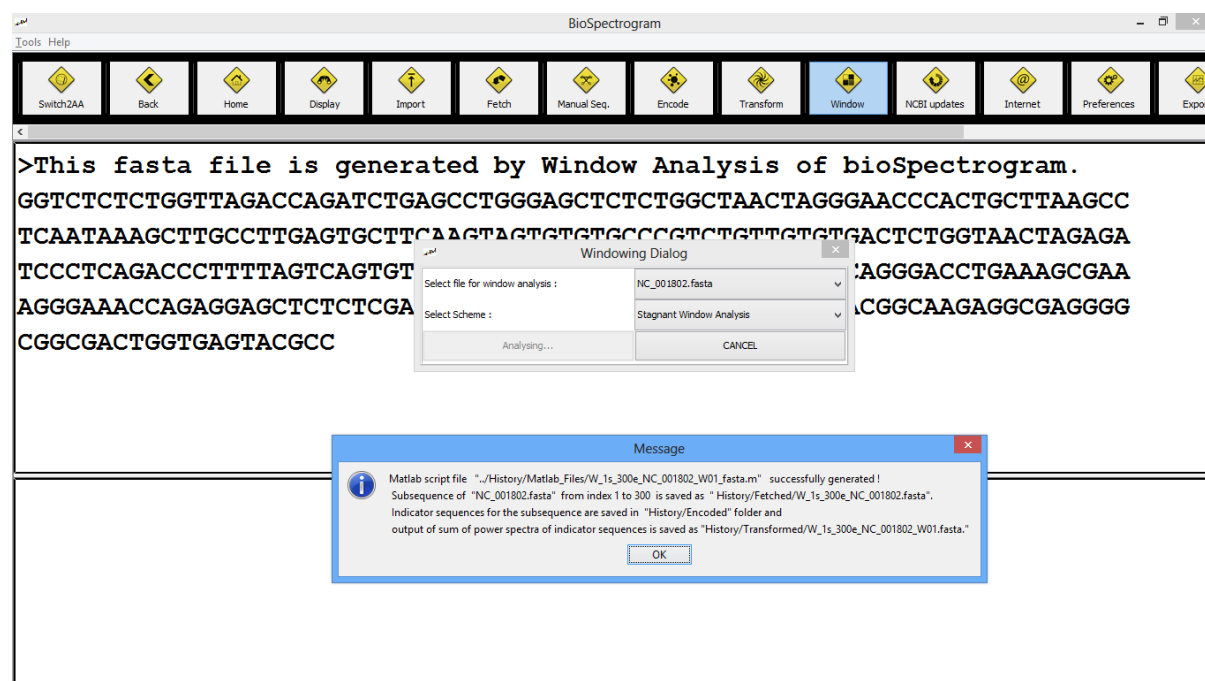 BioSpectrogram
Tools Help
Switch2AA Back Home Display Import Fetch Manual Seq. Encode Transform Window NCBI updates Internet Preferences Expo
>This fasta file is generated by Window Analysis of bioSpectrogram.
GGTCTCTCTGGTTAGACCAGATCTGAGCCTGGGAGCTCTCTGGCTAACTAGGGAACCCACTGCTTAAGCC
TCAATAAAGCTTGCCTTGAGTGCTTCAAGTAGTGTGTGCCCGTCTGTTGTGTGACTCTGGTAACTAGAGA
TCCCTCAGACCCTTTTAGTCAGTGT CAGGGACCTGAAAGCGAA
AGGGAAACCAGAGGAGCTCTCTCGA ACGGCAAGAGGCGAGGGG
CGGCGACTGGTGAGTACGCC
Windowing Dialog
Select file for window analysis : NC_001802.fasta
Select Scheme : Stagnant Window Analysis
Analysing... CANCEL
Message
Matlab script file "../History/Matlab_Files/W_1s_300e_NC_001802_W01_fasta.m" successfully generated !
Subsequence of "NC_001802.fasta" from index 1 to 300 is saved as " History/Fetched/W_1s_300e_NC_001802.fasta".
Indicator sequences for the subsequence are saved in "History/Encoded" folder and
output of sum of power spectra of indicator sequences is saved as "History/Transformed/W_1s_300e_NC_001802_W01.fasta."
OK